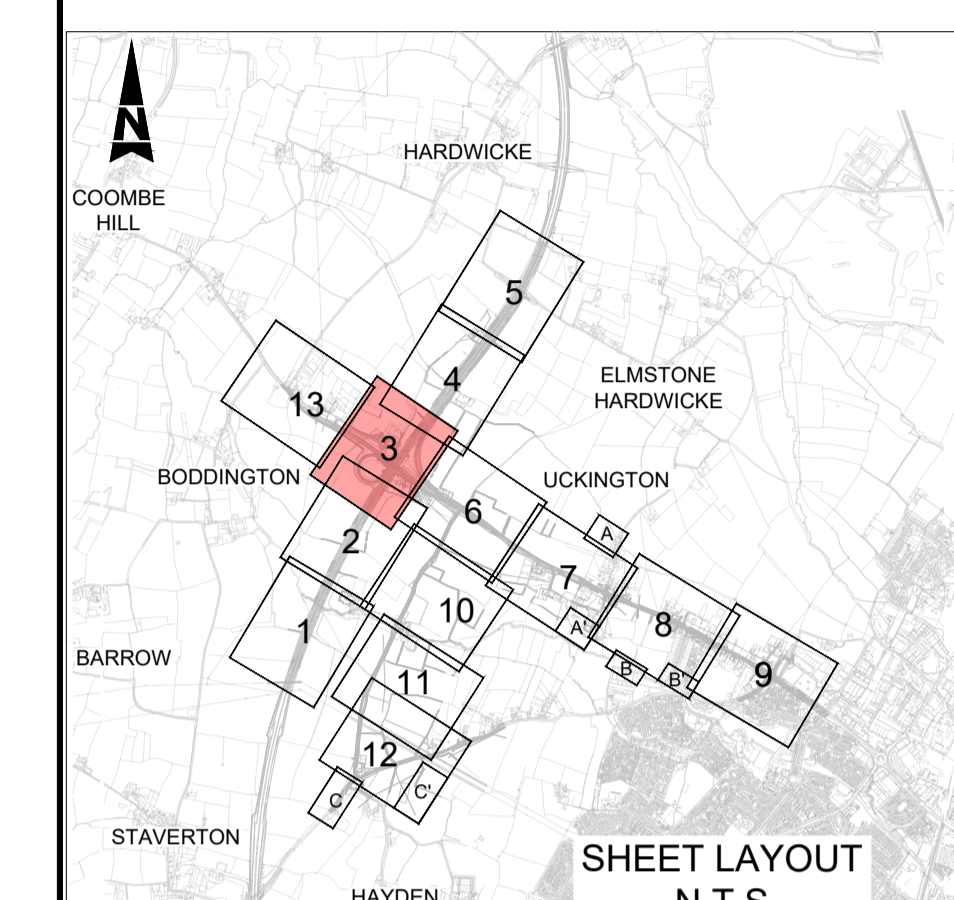 N
HARDWICKE
COOMBE
HILL
5
4
ELMSTONE
HARDWICKE
13
3
BODDINGTON
UCKINGTON
6
A
2
7
10
A'
8
1
BARROW
B
B'
9
11
12
C'
C
STAVERTON
SHEET LAYOUT
HAYDEN
N.T.S